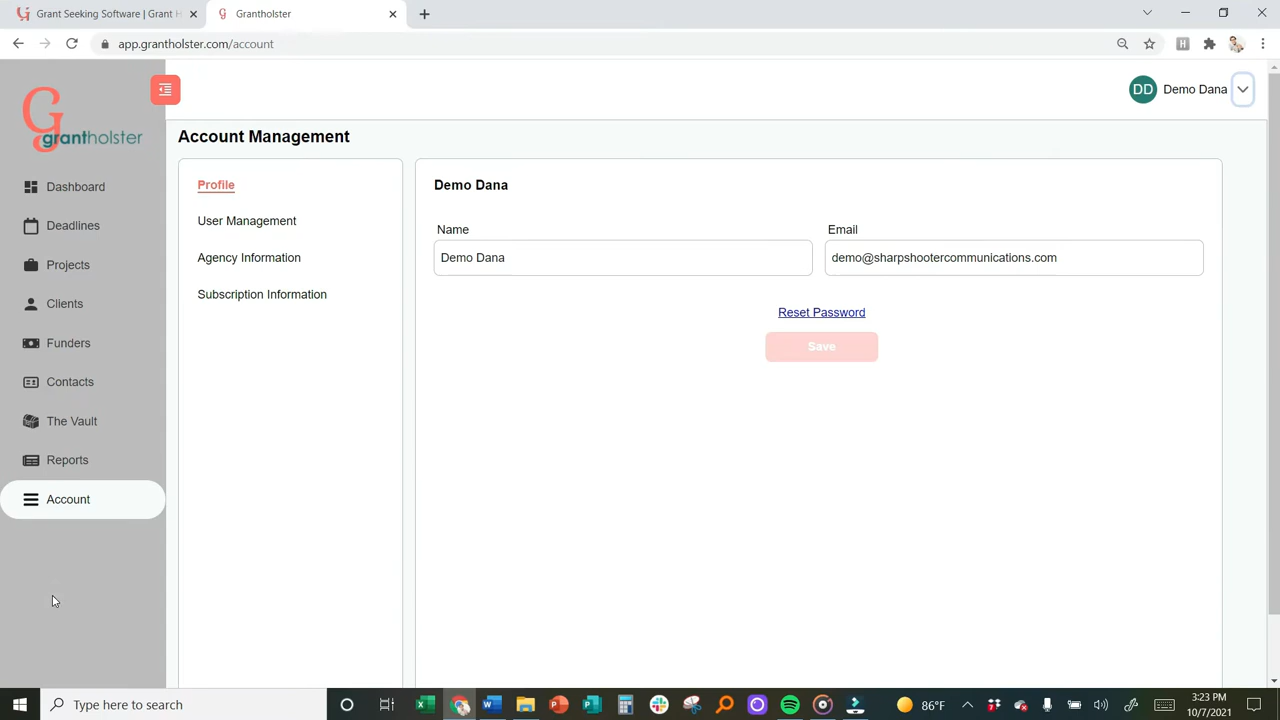 Grant Seeking Software | Grant H
Grantholster
app.grantholster.com/account
H
G
grantholster
DD
Demo Dana
Account Management
Dashboard
Deadlines
Projects
Clients
Funders
Contacts
The Vault
Reports
Account
Profile
User Management
Agency Information
Subscription Information
Demo Dana
Name
Email
Demo Dana
demo@sharpshootercommunications.com
Reset Password
Save
Type here to search
86°F
3:23 PM
10/7/2021